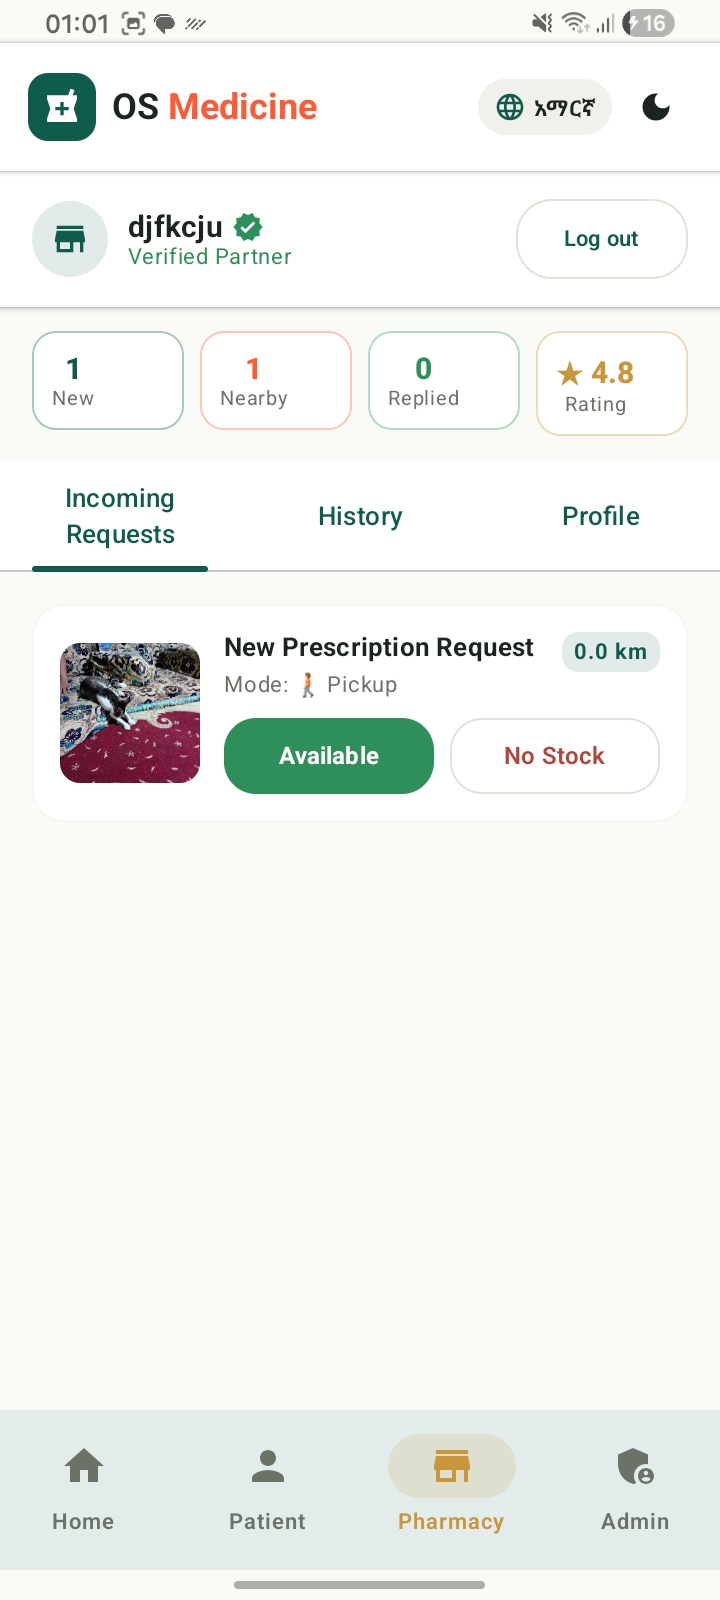 01:01
16
OS Medicine
አማርኛ
djfkcju
Verified Partner
Log out
1
New
1
Nearby
0
Replied
★ 4.8
Rating
Incoming
Requests
History
Profile
New Prescription Request
0.0 km
Mode: 🚶 Pickup
Available
No Stock
Home
Patient
Pharmacy
Admin